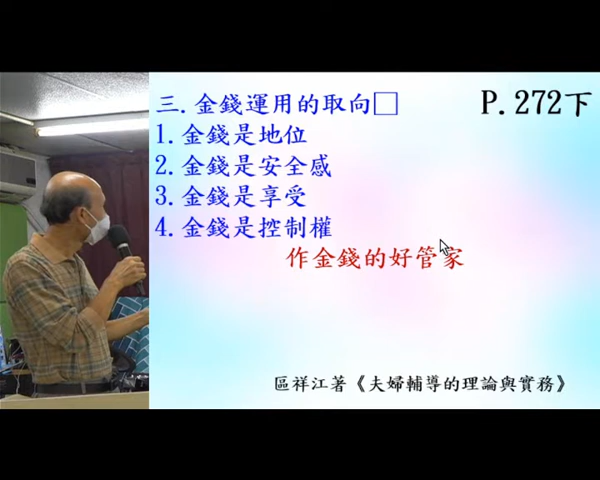 三.金錢運用的取向□ P.272下
1.金錢是地位
2.金錢是安全感
3.金錢是享受
4.金錢是控制權
作金錢的好管家
區祥江著《夫婦輔導的理論與實務》